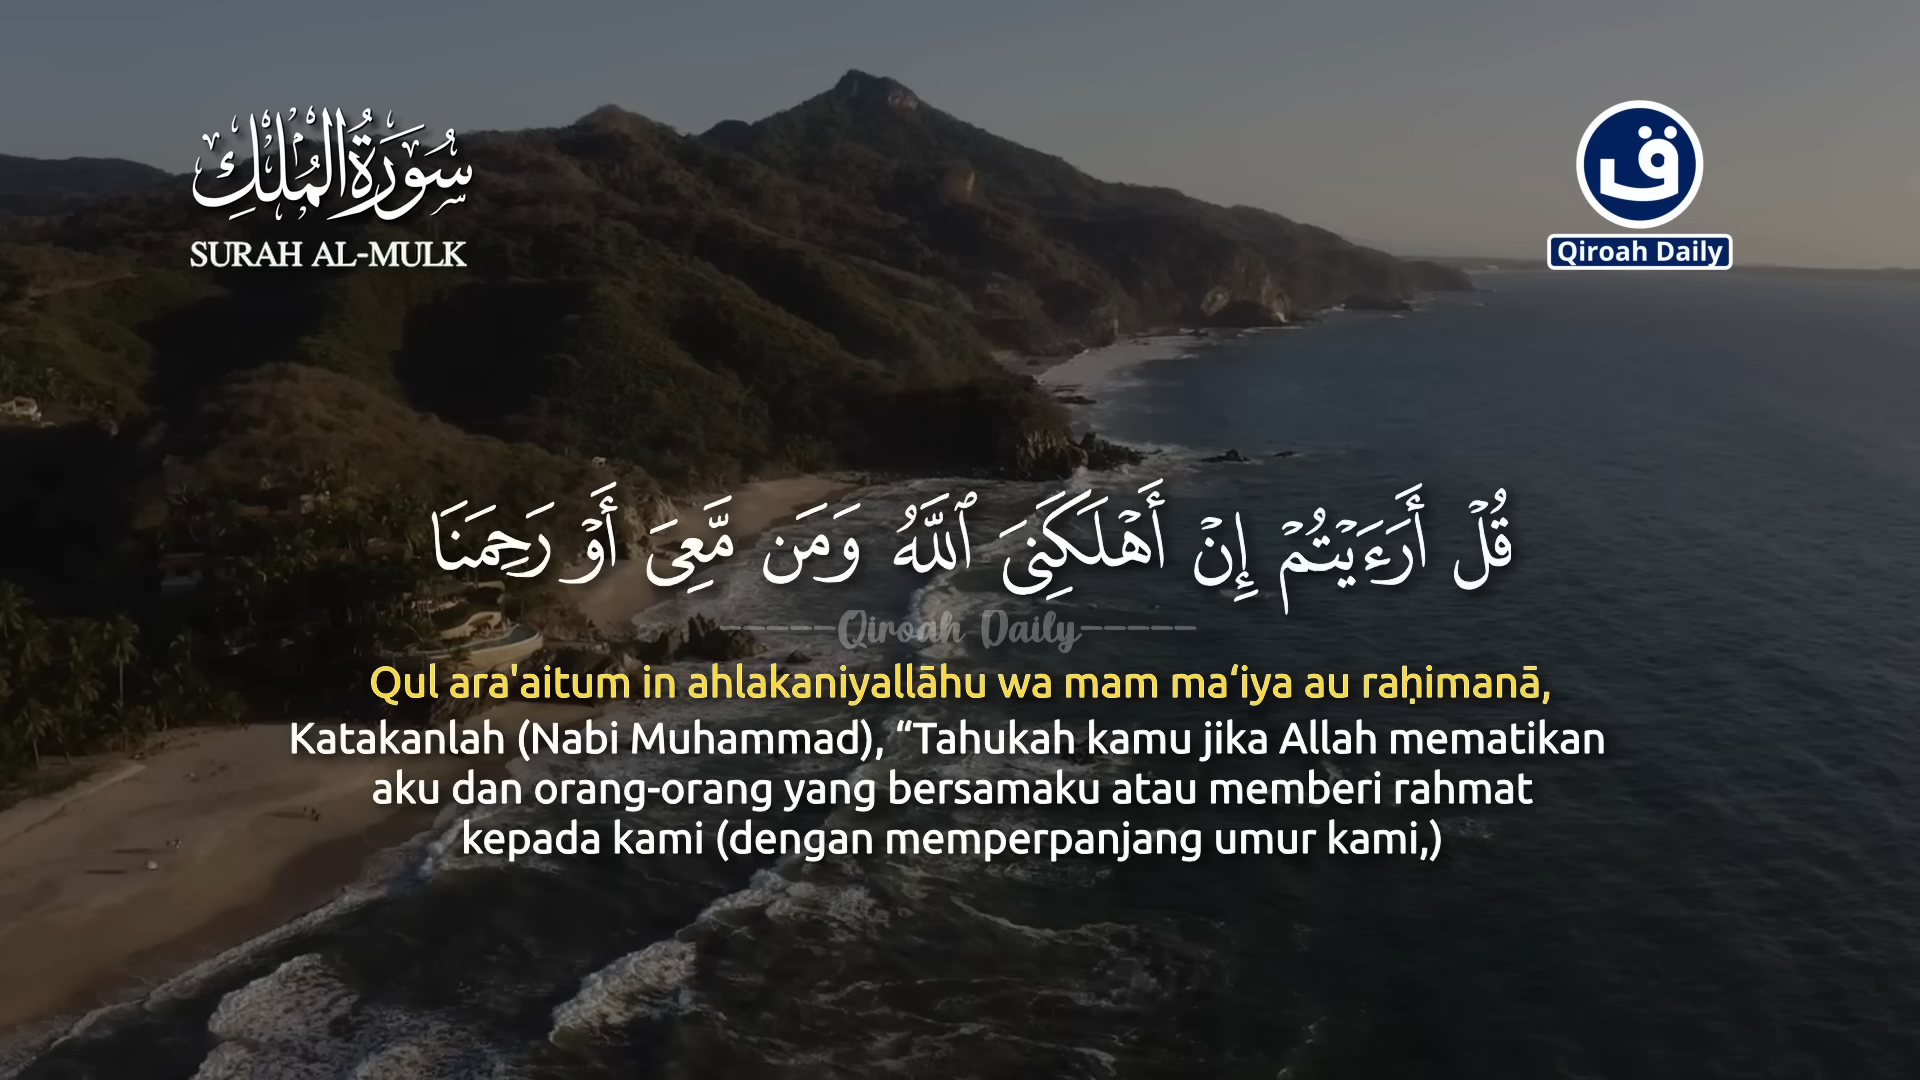 سُورَةُ الْمُلْكِ
SURAH AL-MULK
ق
Qiroah Daily
قُلۡ أَرَءَيۡتُمۡ إِنۡ أَهۡلَكَنِىَ ٱللَّهُ وَمَن مَّعِىَ أَوۡ رَحِمَنَا
-----Qiroah Daily-----
Qul ara'aitum in ahlakaniyallāhu wa mam ma‘iya au raḥimanā,
Katakanlah (Nabi Muhammad), “Tahukah kamu jika Allah mematikan
aku dan orang-orang yang bersamaku atau memberi rahmat
kepada kami (dengan memperpanjang umur kami,)